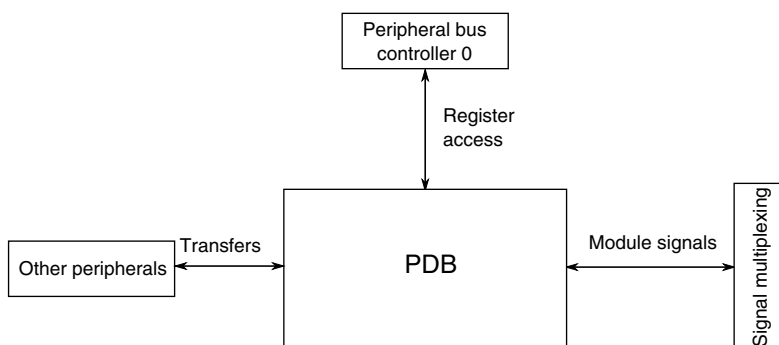 Peripheral bus
controller 0
Register
access
Signal multiplexing
Transfers
Module signals
Other peripherals
PDB